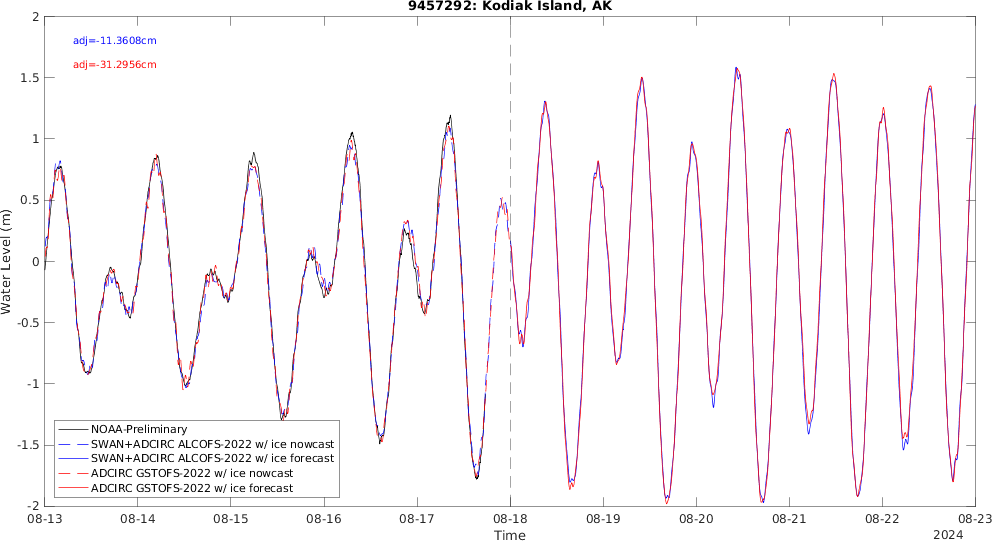 9457292: Kodiak Island, AK
adj=-11.3608cm
adj=-31.2956cm
2
1.5
1
0.5
0
-0.5
-1
-1.5
-2
Water Level (m)
NOAA-Preliminary
SWAN+ADCIRC ALCOFS-2022 w/ ice nowcast
SWAN+ADCIRC ALCOFS-2022 w/ ice forecast
ADCIRC GSTOFS-2022 w/ ice nowcast
ADCIRC GSTOFS-2022 w/ ice forecast
08-13 08-14 08-15 08-16 08-17 08-18 08-19 08-20 08-21 08-22 08-23
Time
2024